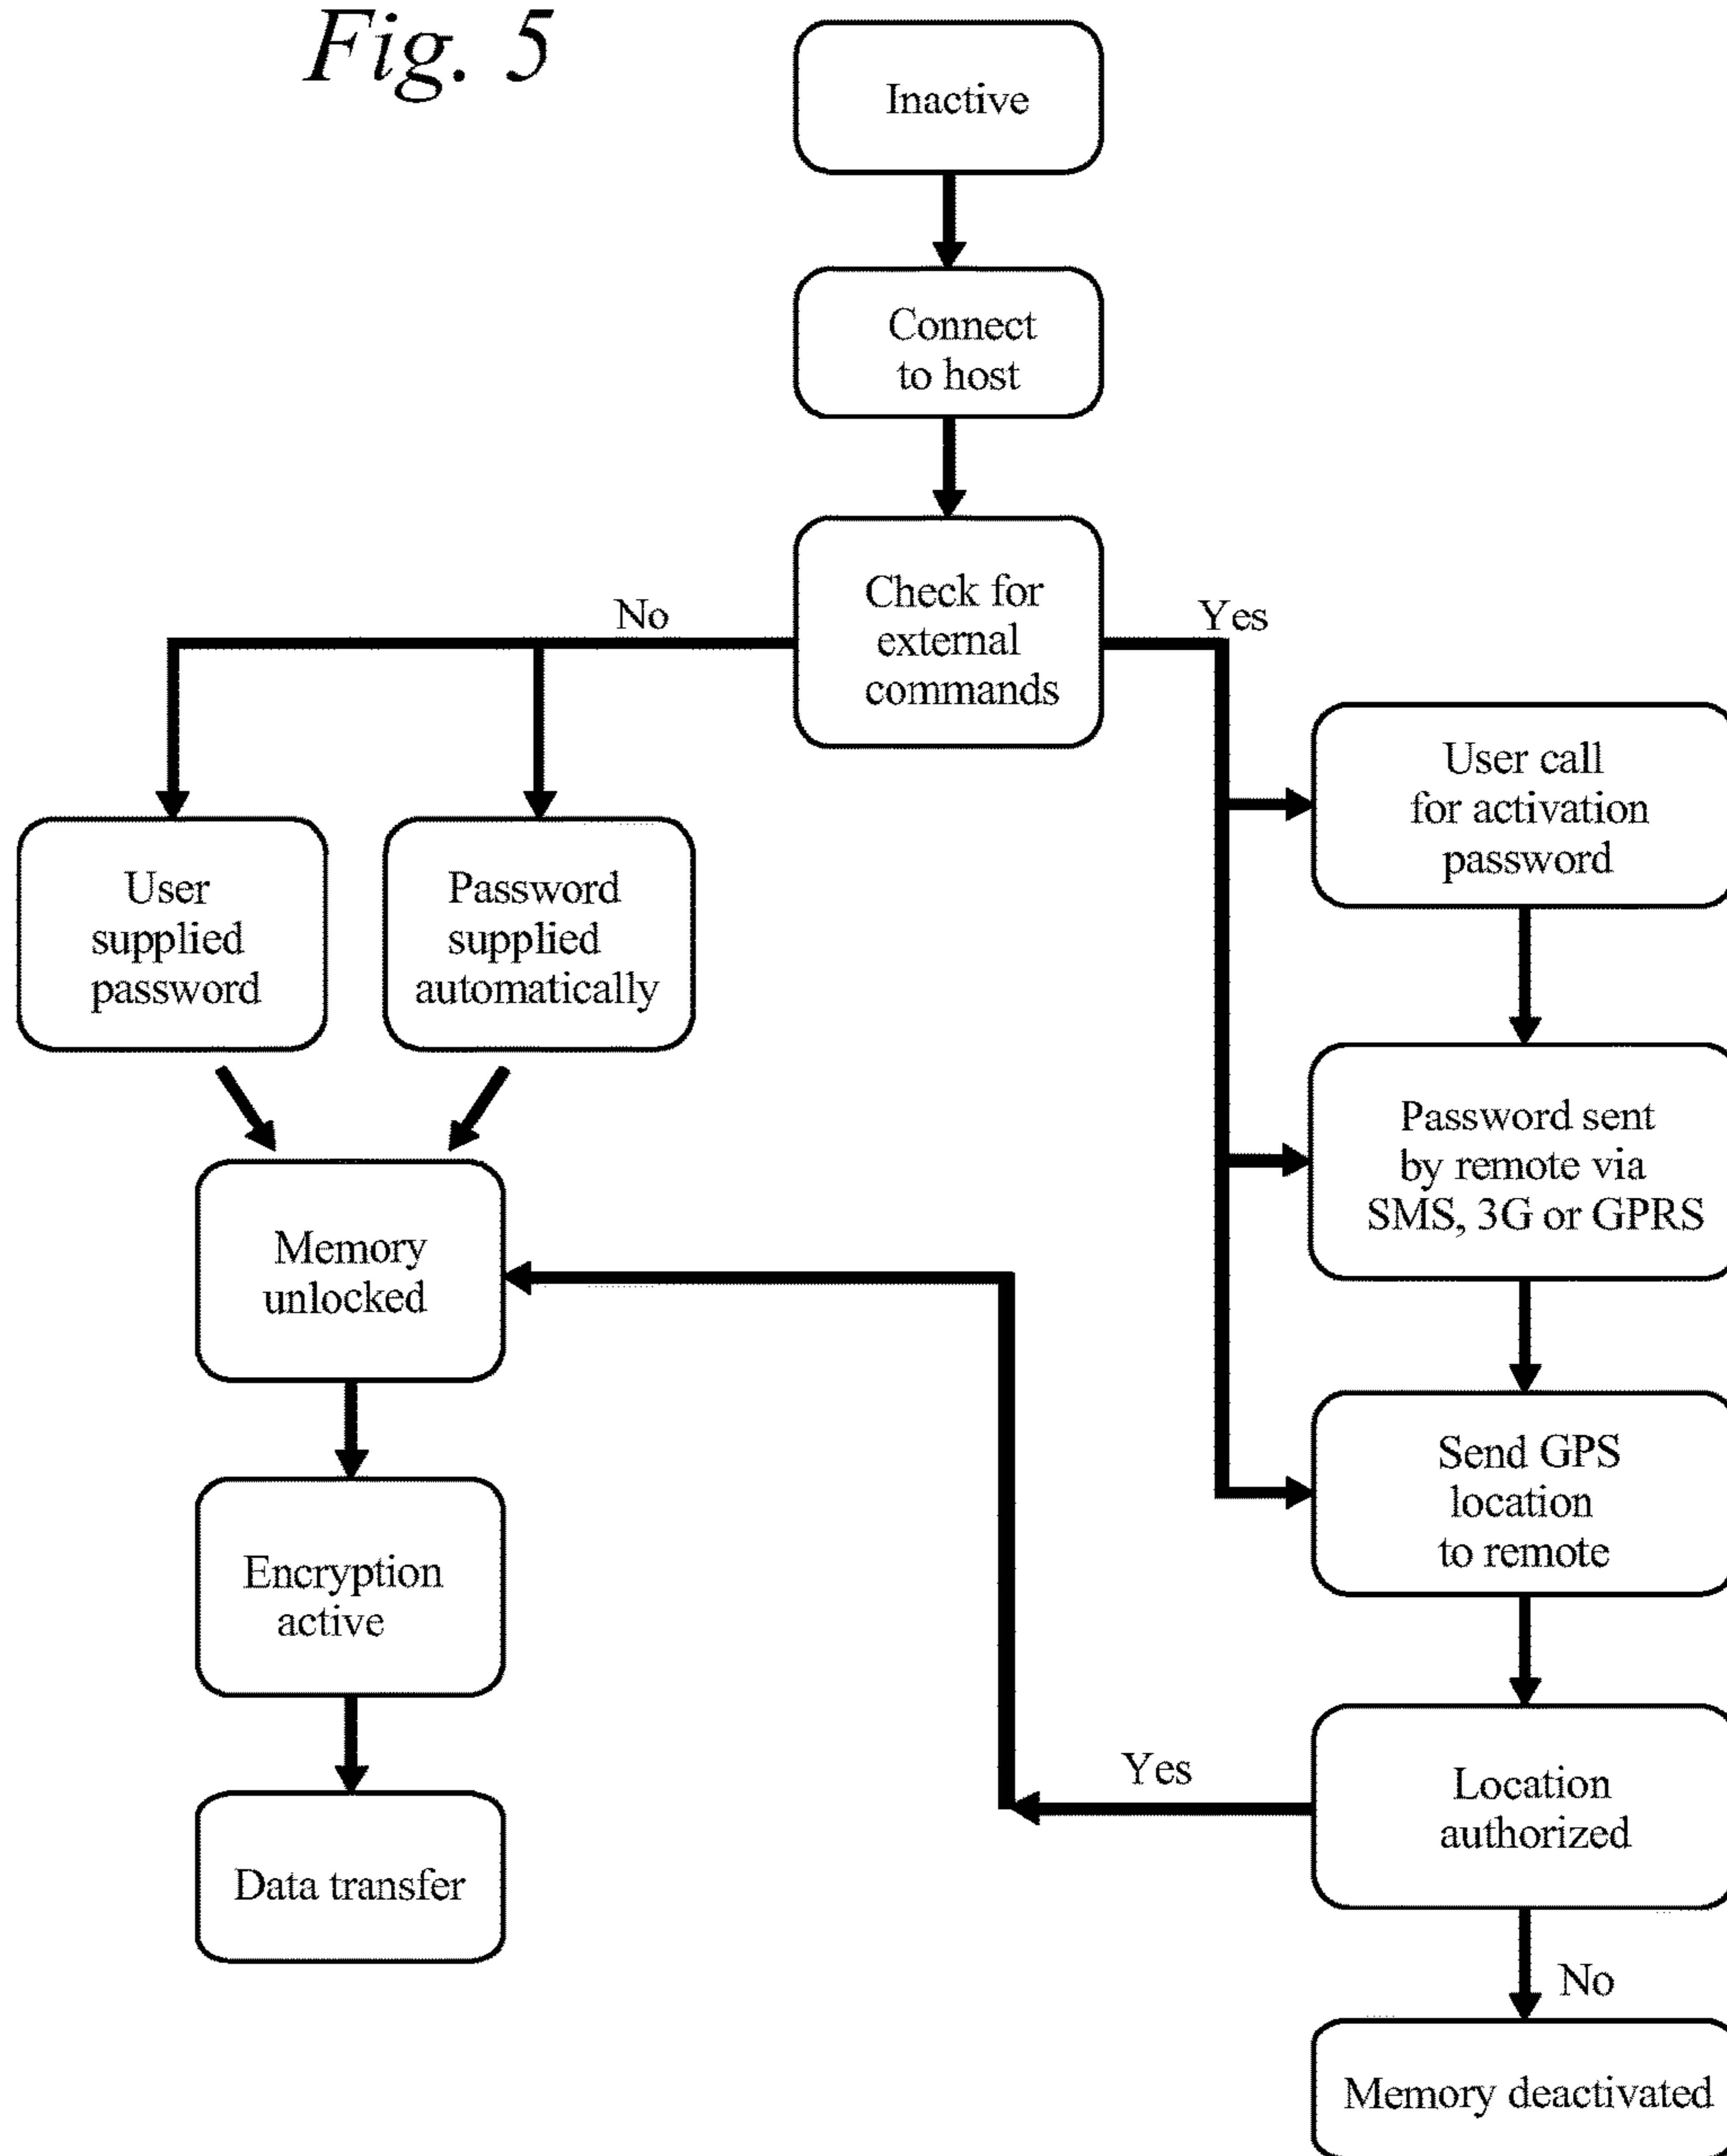 Fig. 5
Inactive
Connect
to host
Check for
external
commands
No
Yes
User call
for activation
password
User
supplied
password
Password
supplied
automatically
Password sent
by remote via
SMS, 3G or GPRS
Memory
unlocked
Send GPS
location
to remote
Encryption
active
Yes
Location
authorized
Data transfer
No
Memory deactivated